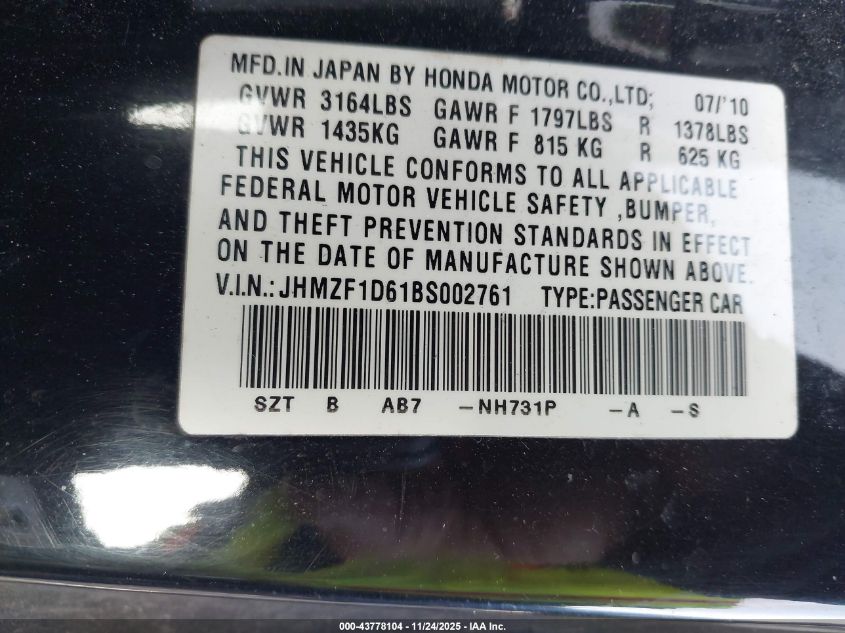 MFD.IN JAPAN BY HONDA MOTOR CO.,LTD; 07/'10
GVWR 3164LBS GAWR F 1797LBS R 1378LBS
GVWR 1435KG GAWR F 815 KG R 625 KG
THIS VEHICLE CONFORMS TO ALL APPLICABLE
FEDERAL MOTOR VEHICLE SAFETY ,BUMPER,
AND THEFT PREVENTION STANDARDS IN EFFECT
ON THE DATE OF MANUFACTURE SHOWN ABOVE.
V.I.N.:JHMZF1D61BS002761 TYPE:PASSENGER CAR
SZT B AB7 -NH731P -A -S
000-43778104 - 11/24/2025 - IAA Inc.